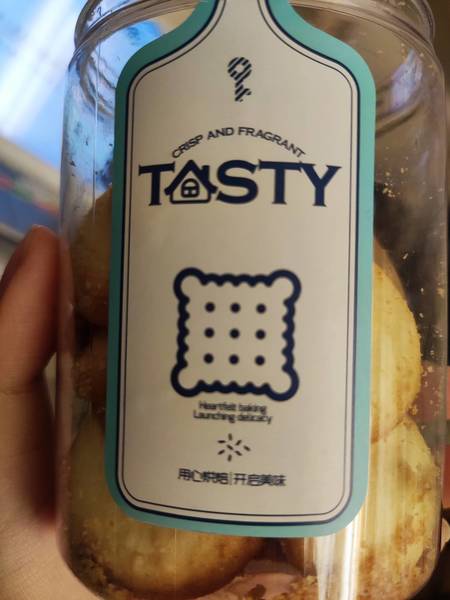 CRISP AND FRAGRANT
TASTY
Heartfelt baking
Launching delicacy
用心烘焙|开启美味